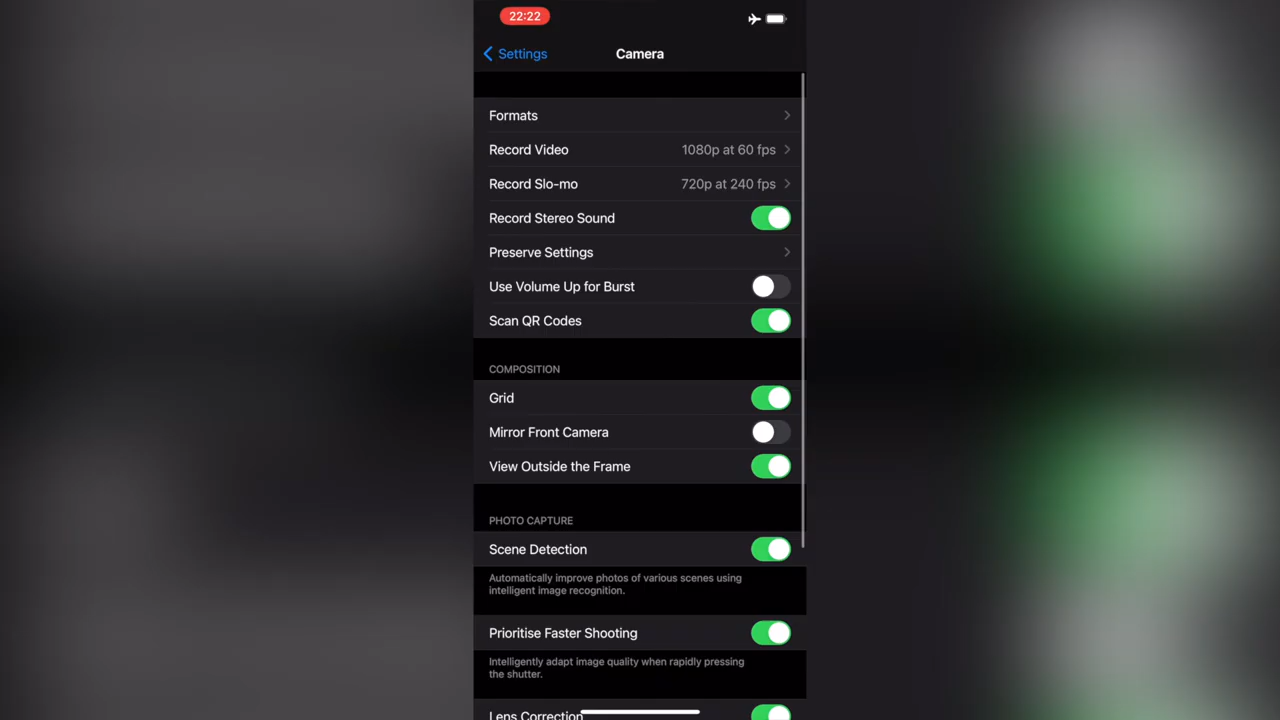 22:22
Settings
Camera
Formats
Record Video 1080p at 60 fps
Record Slo-mo 720p at 240 fps
Record Stereo Sound
Preserve Settings
Use Volume Up for Burst
Scan QR Codes
COMPOSITION
Grid
Mirror Front Camera
View Outside the Frame
PHOTO CAPTURE
Scene Detection
Automatically improve photos of various scenes using
intelligent image recognition.
Prioritise Faster Shooting
Intelligently adapt image quality when rapidly pressing
the shutter.
Lens Correction